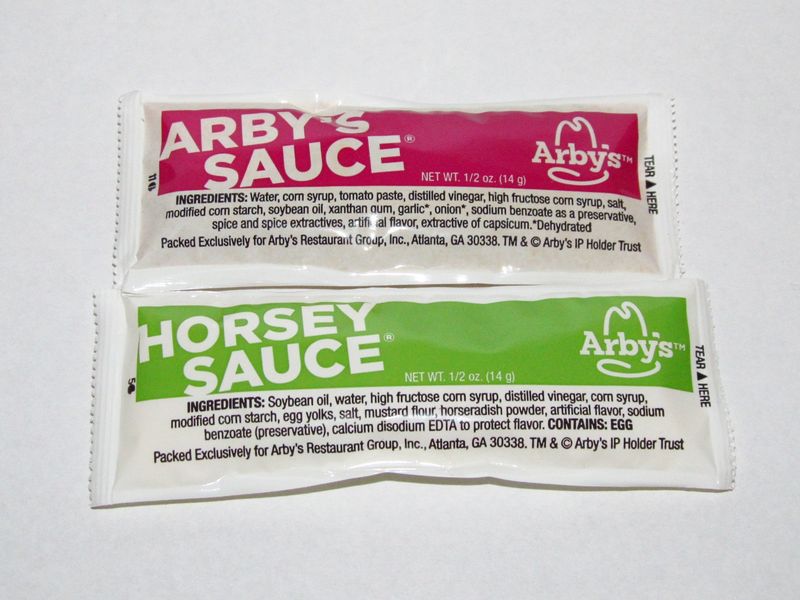 ARBY'S
SAUCE®
NET WT. 1/2 oz. (14 g)
Arby's™
TEAR ▲ HERE
INGREDIENTS: Water, corn syrup, tomato paste, distilled vinegar, high fructose corn syrup, salt,
modified corn starch, soybean oil, xanthan gum, garlic*, onion*, sodium benzoate as a preservative,
spice and spice extractives, artificial flavor, extractive of capsicum.*Dehydrated
Packed Exclusively for Arby's Restaurant Group, Inc., Atlanta, GA 30338. TM & © Arby's IP Holder Trust
HORSEY
SAUCE®
NET WT. 1/2 oz. (14 g)
Arby's™
TEAR ▲ HERE
INGREDIENTS: Soybean oil, water, high fructose corn syrup, distilled vinegar, corn syrup,
modified corn starch, egg yolks, salt, mustard flour, horseradish powder, artificial flavor, sodium
benzoate (preservative), calcium disodium EDTA to protect flavor. CONTAINS: EGG
Packed Exclusively for Arby's Restaurant Group, Inc., Atlanta, GA 30338. TM & © Arby's IP Holder Trust